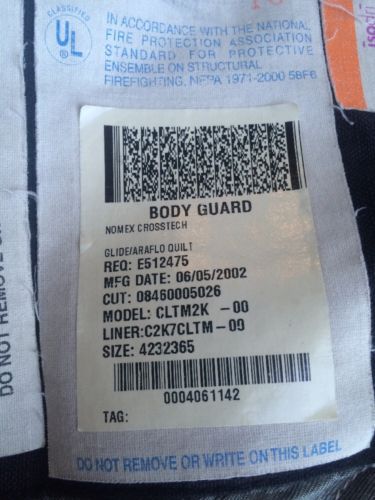 CLASSIFIED
UL
®
IN ACCORDANCE WITH THE NATIONAL
FIRE PROTECTION ASSOCIATION
STANDARD FOR PROTECTIVE
ENSEMBLE ON STRUCTURAL
FIREFIGHTING, NFPA 1971-2000 58F6
BODY GUARD
NOMEX CROSSTECH
GLIDE/ARAFLO QUILT
REQ: E512475
MFG DATE: 06/05/2002
CUT: 08460005026
MODEL: CLTM2K -00
LINER:C2K7CLTM-00
SIZE: 4232365
0004061142
TAG:
DO NOT REMOVE OR WRITE ON THIS LABEL
DO NOT REMOVE